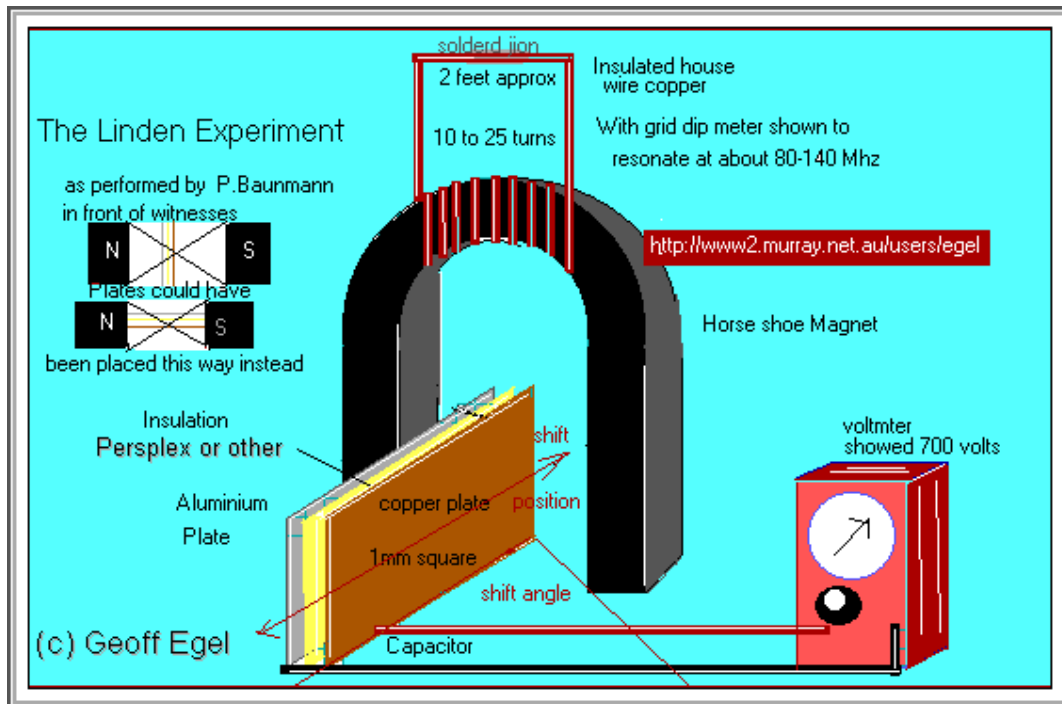 solderd jion
2 feet approx
10 to 25 turns
Insulated house
wire copper
With grid dip meter shown to
resonate at about 80-140 Mhz
The Linden Experiment
as performed by P.Baunmann
in front of witnesses
N S
Plates could have
N S
been placed this way instead
http://www2.murray.net.au/users/egel
Horse shoe Magnet
Insulation
Persplex or other
Aluminium
Plate
copper plate
1mm square
shift
position
shift angle
voltmter
showed 700 volts
Capacitor
(c) Geoff Egel